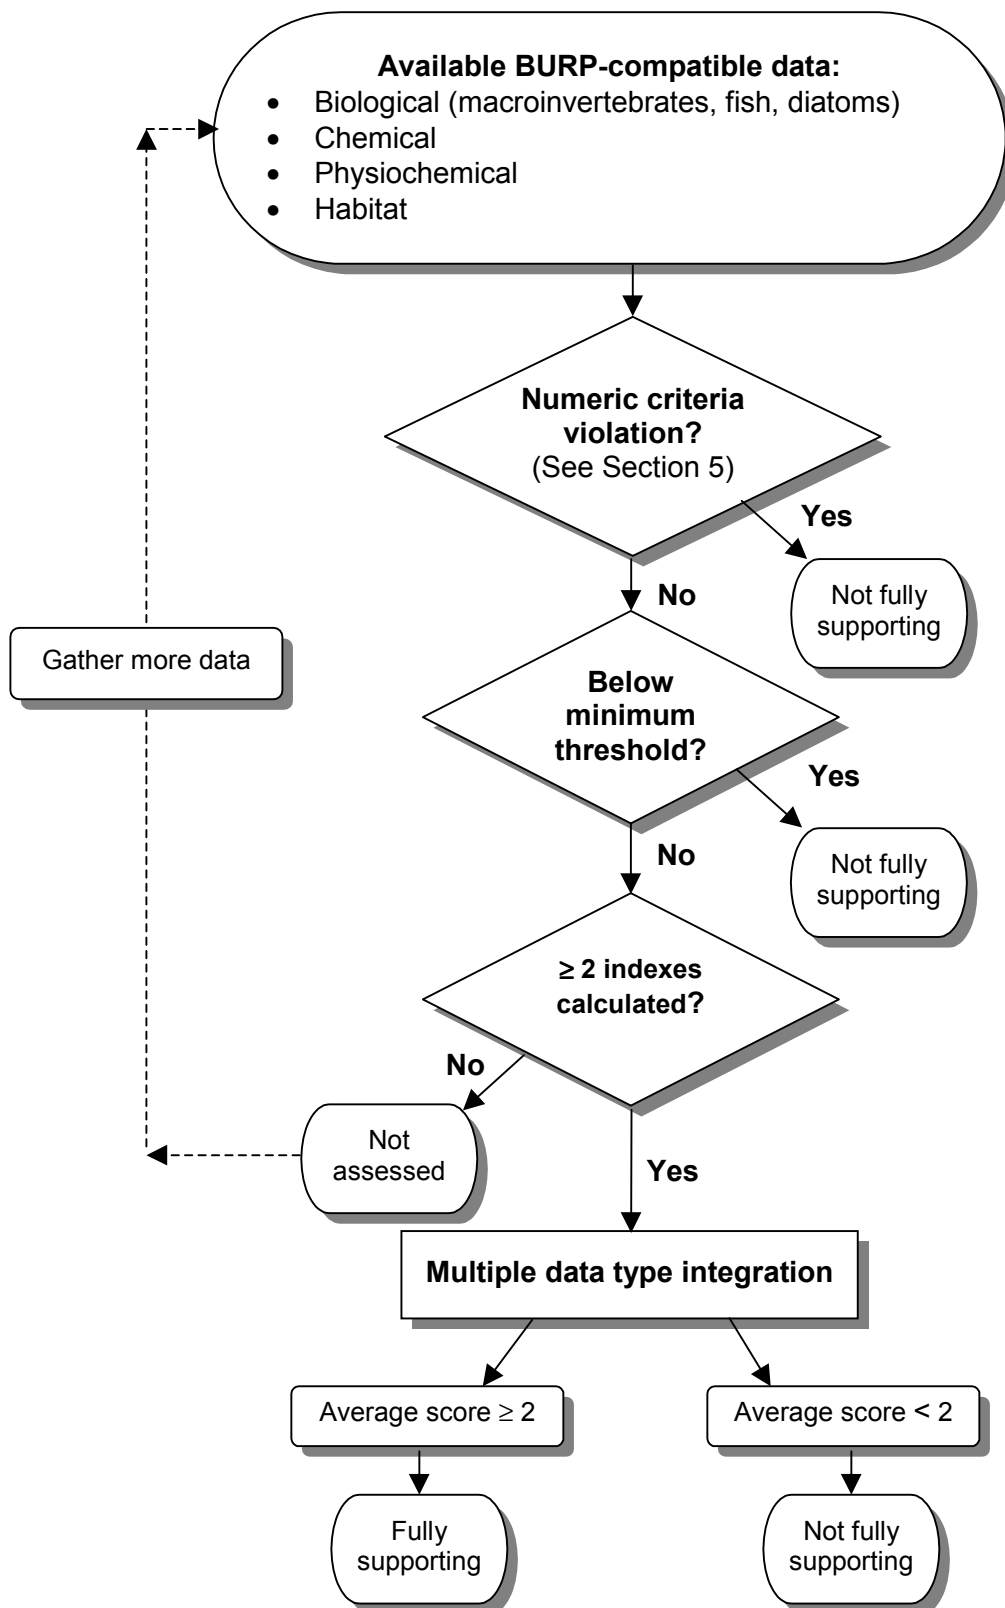 Available BURP-compatible data:
• Biological (macroinvertebrates, fish, diatoms)
• Chemical
• Physiochemical
• Habitat
Numeric criteria
violation?
(See Section 5)
Yes
Not fully
supporting
No
Gather more data
Below
minimum
threshold?
Yes
Not fully
supporting
No
≥ 2 indexes
calculated?
No
Not
assessed
Yes
Multiple data type integration
Average score ≥ 2
Average score < 2
Fully
supporting
Not fully
supporting